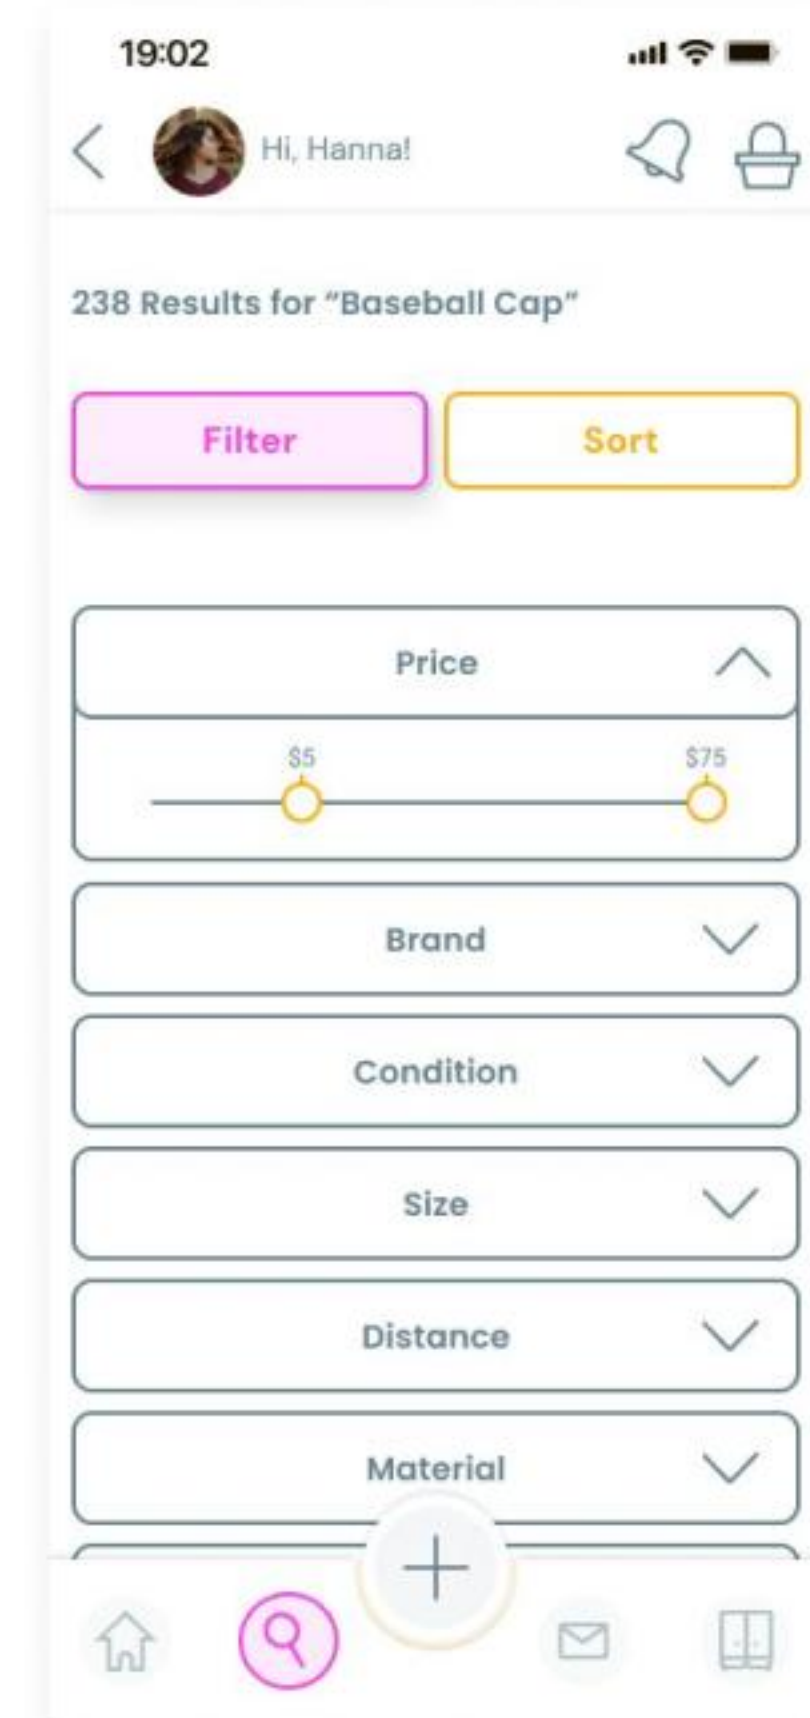 19:02
Hi, Hanna!
238 Results for “Baseball Cap”
Filter
Sort
Price
$5
$75
Brand
Condition
Size
Distance
Material